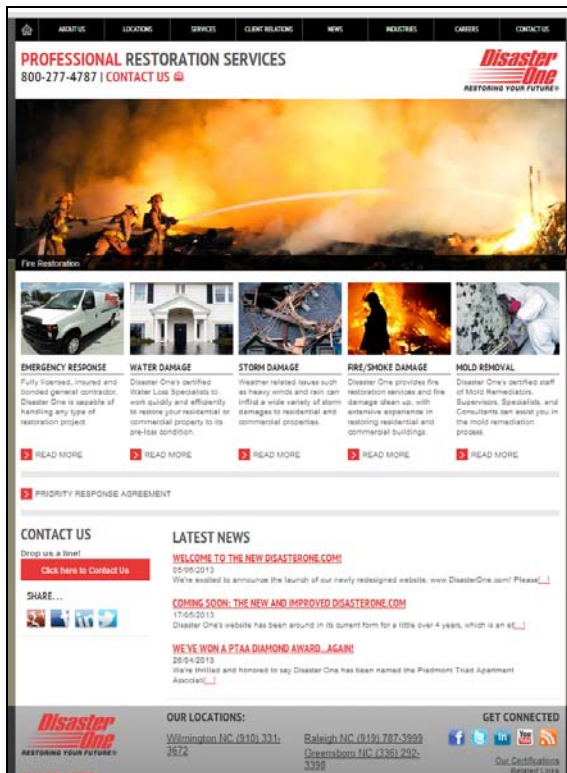 ABOUT US
LOCATIONS
SERVICES
CLIENT RELATIONS
NEWS
INDUSTRIES
CAREERS
CONTACT US
PROFESSIONAL RESTORATION SERVICES
800-277-4787 | CONTACT US
Disaster
One
RESTORING YOUR FUTURE®
Fire Restoration
EMERGENCY RESPONSE
Fully licensed, insured and
bonded general contractor,
Disaster One is capable of
handling any type of
restoration project.
READ MORE
WATER DAMAGE
Disaster One's certified
Water Loss Specialists to
work quickly and efficiently
to restore your residential or
commercial property to its
pre-loss condition.
READ MORE
STORM DAMAGE
Weather related issues such
as heavy winds and rain can
inflict a wide variety of storm
damages to residential and
commercial properties.
READ MORE
FIRE/SMOKE DAMAGE
Disaster One provides fire
restoration services and fire
damage clean up, with
extensive experience in
restoring residential and
commercial buildings.
READ MORE
MOLD REMOVAL
Disaster One's certified staff
of Mold Remediators,
Supervisors, Specialists, and
Consultants can assist you in
the mold remediation
process.
READ MORE
PRIORITY RESPONSE AGREEMENT
CONTACT US
Drop us a line!
Click here to Contact Us
SHARE...
LATEST NEWS
WELCOME TO THE NEW DISASTERONE.COM!
05/06/2013
We're excited to announce the launch of our newly redesigned website, www.DisasterOne.com! Please[...]
COMING SOON: THE NEW AND IMPROVED DISASTERONE.COM
17/05/2013
Disaster One's website has been around in its current form for a little over 4 years, which is an et[...]
WE'VE WON A PTAA DIAMOND AWARD...AGAIN!
26/04/2013
We're thrilled and honored to say Disaster One has been named the Piedmont Triad Apartment
Associati[...]
Disaster
One
RESTORING YOUR FUTURE®
OUR LOCATIONS:
Wilmington NC (910) 331-
3672
Raleigh NC (919) 787-3999
Greensboro NC (336) 292-
3398
GET CONNECTED
You
Our Certifications
Related Links